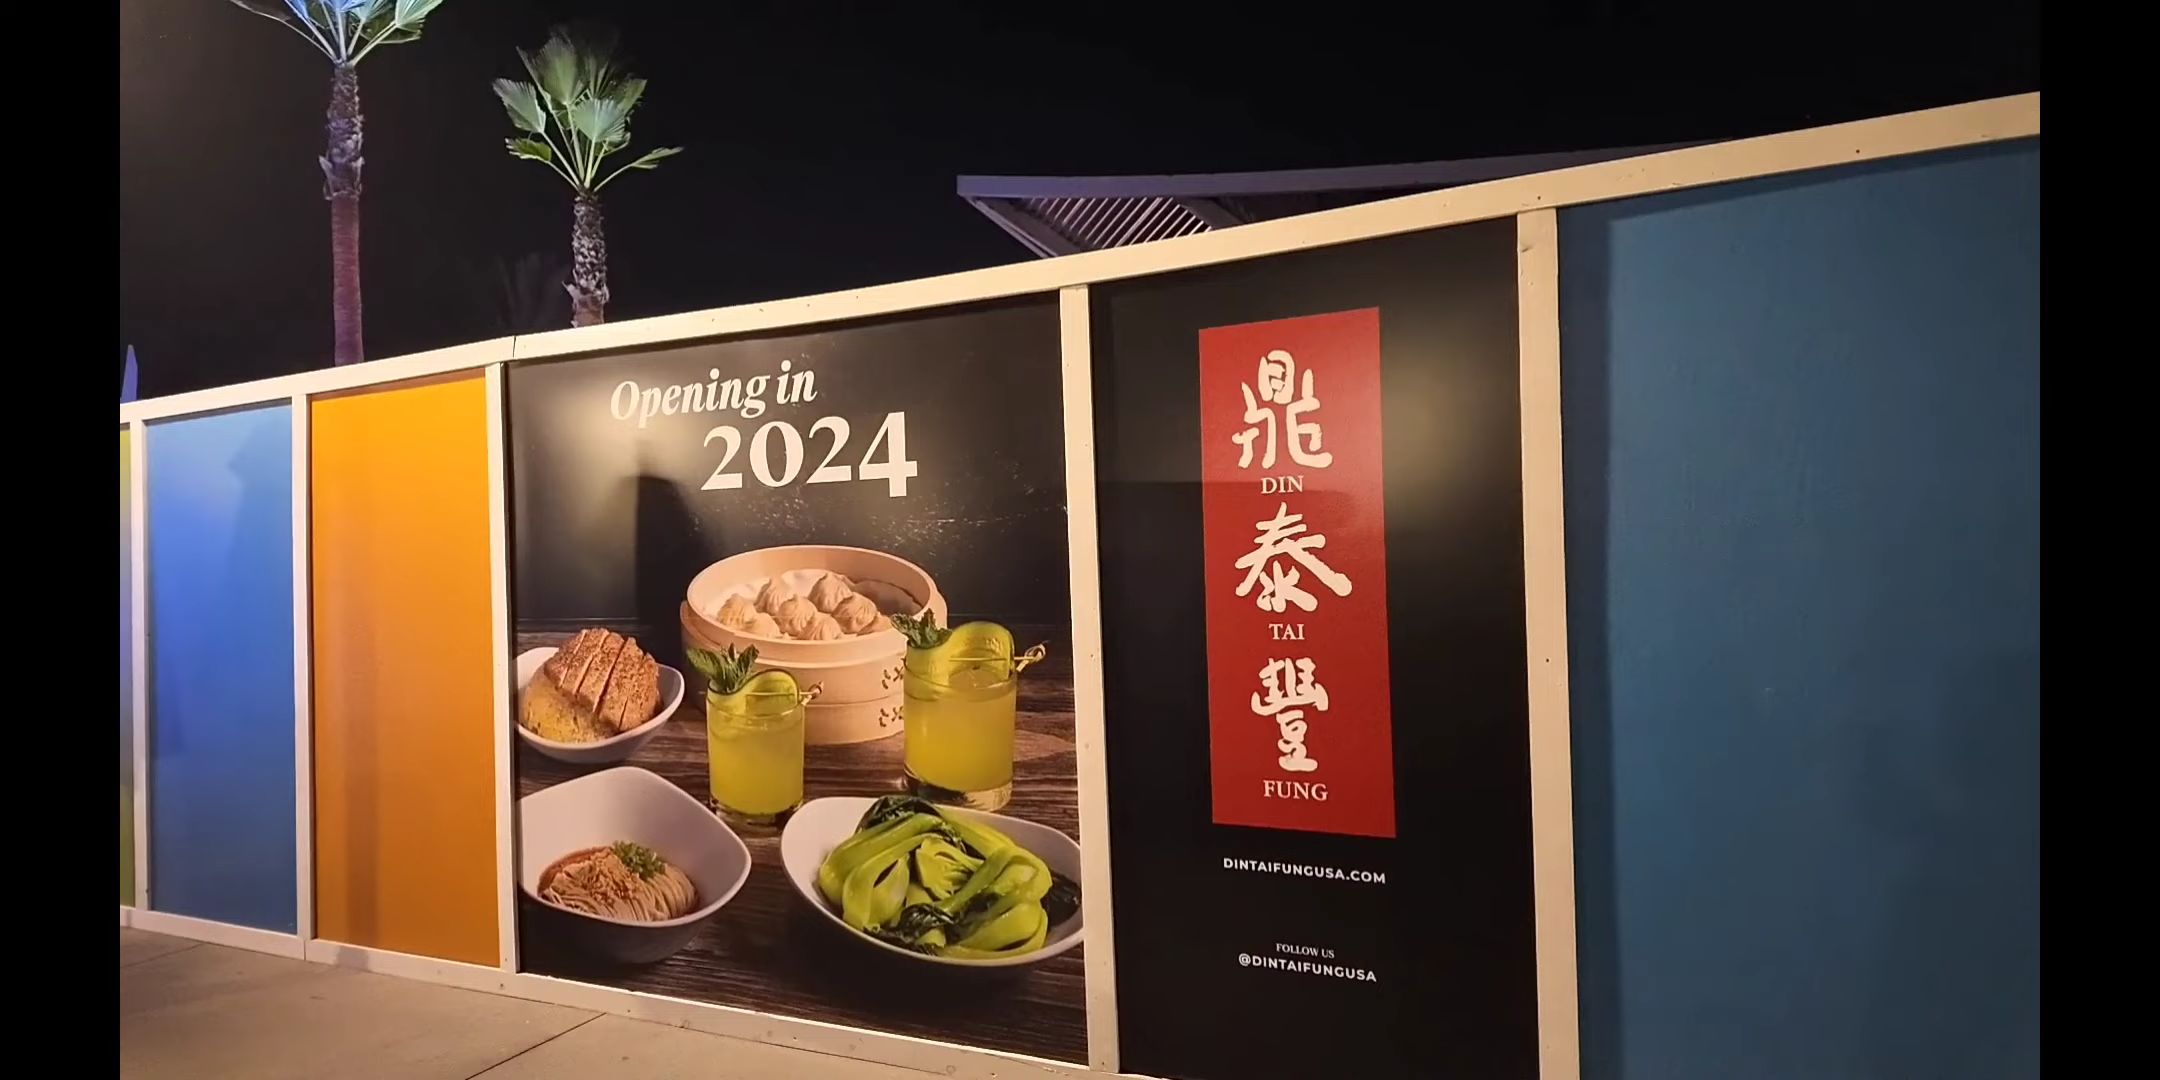 Opening in
2024
鼎
DIN
泰
TAI
豐
FUNG
DINTAIFUNGUSA.COM
FOLLOW US
@DINTAIFUNGUSA